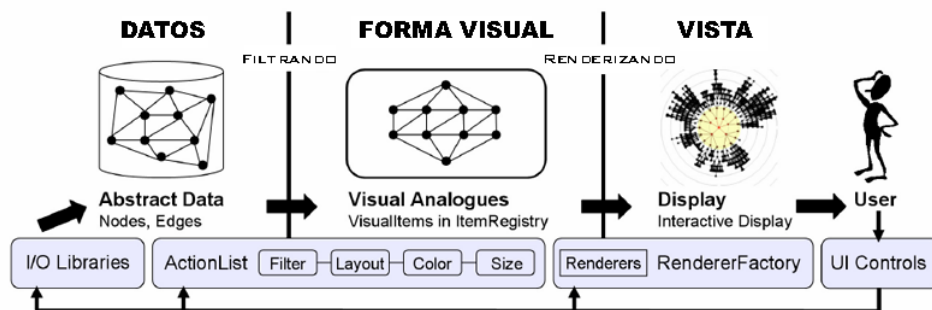 DATOS
FORMA VISUAL
VISTA
FILTRANDO
RENDERIZANDO
Abstract Data
Nodes, Edges
Visual Analogues
VisualItems in ItemRegistry
Display
Interactive Display
User
I/O Libraries
ActionList
Filter
Layout
Color
Size
Renderers
RendererFactory
UI Controls